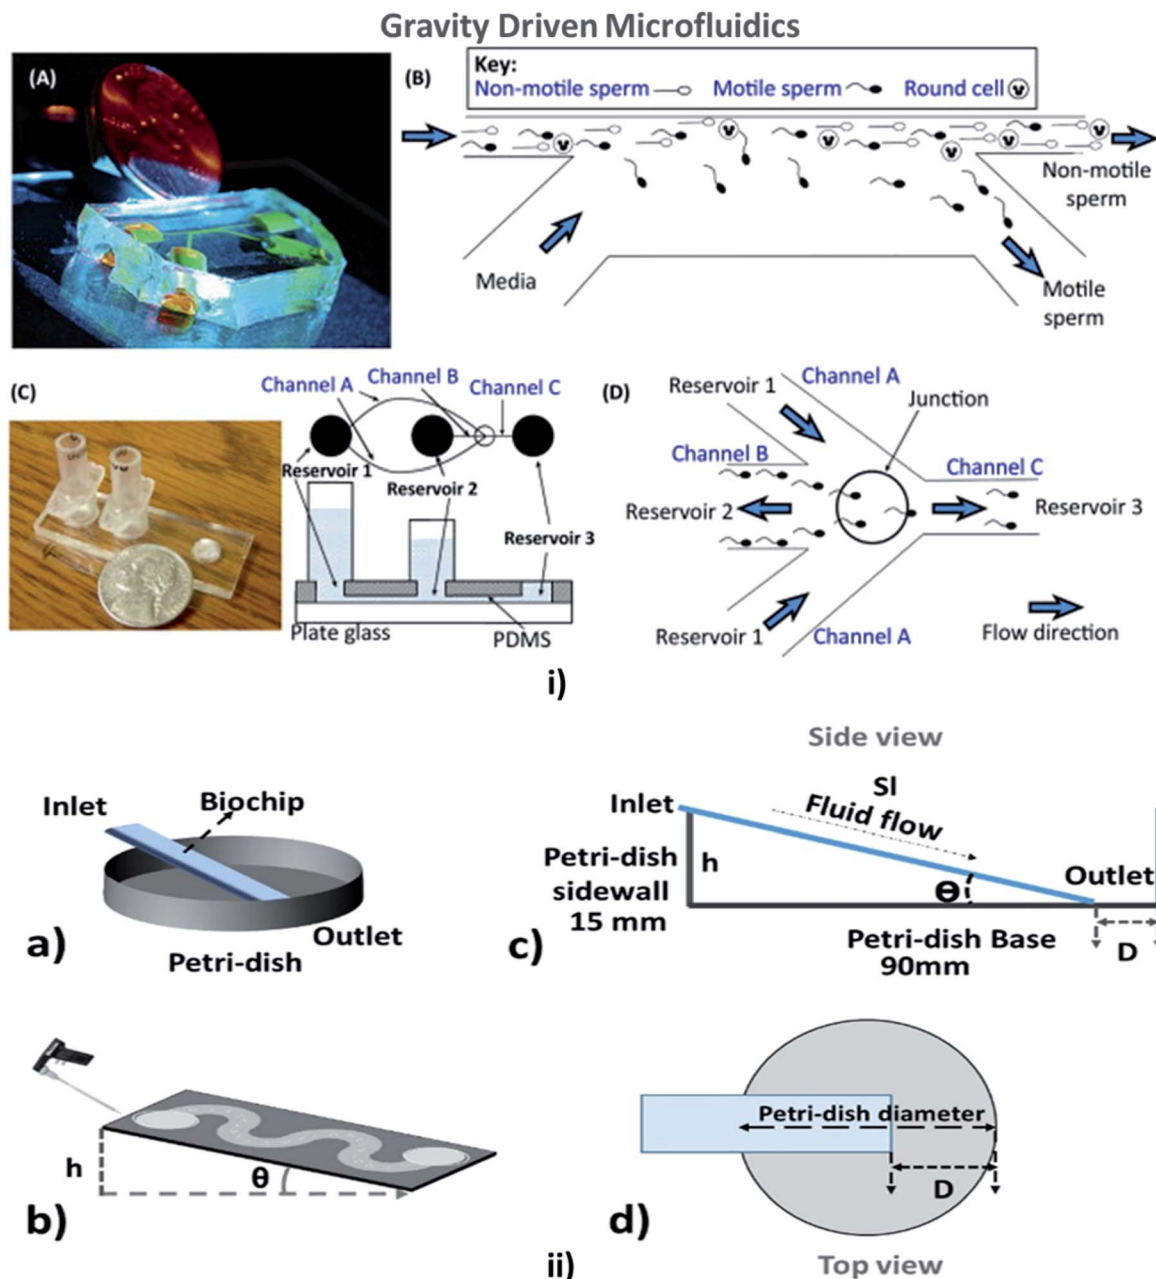 Gravity Driven Microfluidics
(A)
(B)
Key:
Non-motile sperm
Motile sperm
Round cell
Non-motile
sperm
Media
Motile
sperm
(C)
Channel A
Channel B
Channel C
Reservoir 1
Reservoir 2
Reservoir 3
Plate glass
PDMS
(D)
Reservoir 1
Channel A
Junction
Channel B
Channel C
Reservoir 2
Reservoir 3
Reservoir 1
Channel A
Flow direction
i)
Inlet
Biochip
Outlet
Petri-dish
a)
Side view
Sl
Fluid flow
Inlet
h
Petri-dish
sidewall
15 mm
Θ
Outlet
Petri-dish Base
90mm
D
c)
h
θ
b)
Petri-dish diameter
D
d)
Top view
ii)